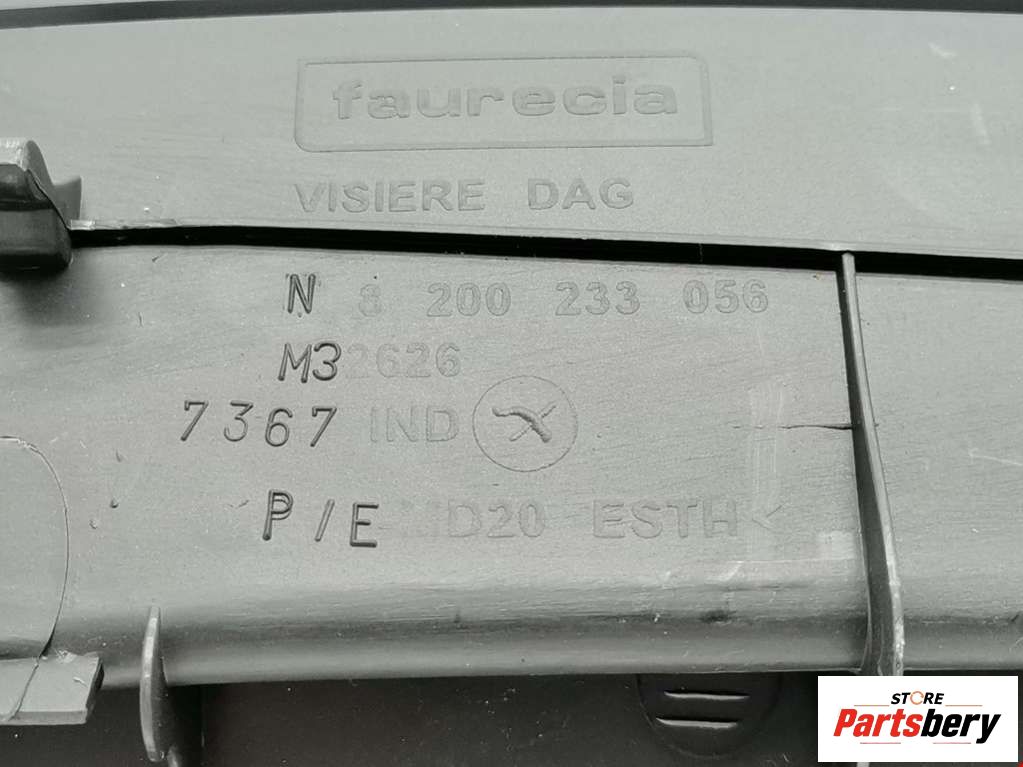 faurecia
VISIERE DAG
N 8 200 233 056
M32626
7367 IND
P/E MD20 ESTH <
STORE
Partsbery